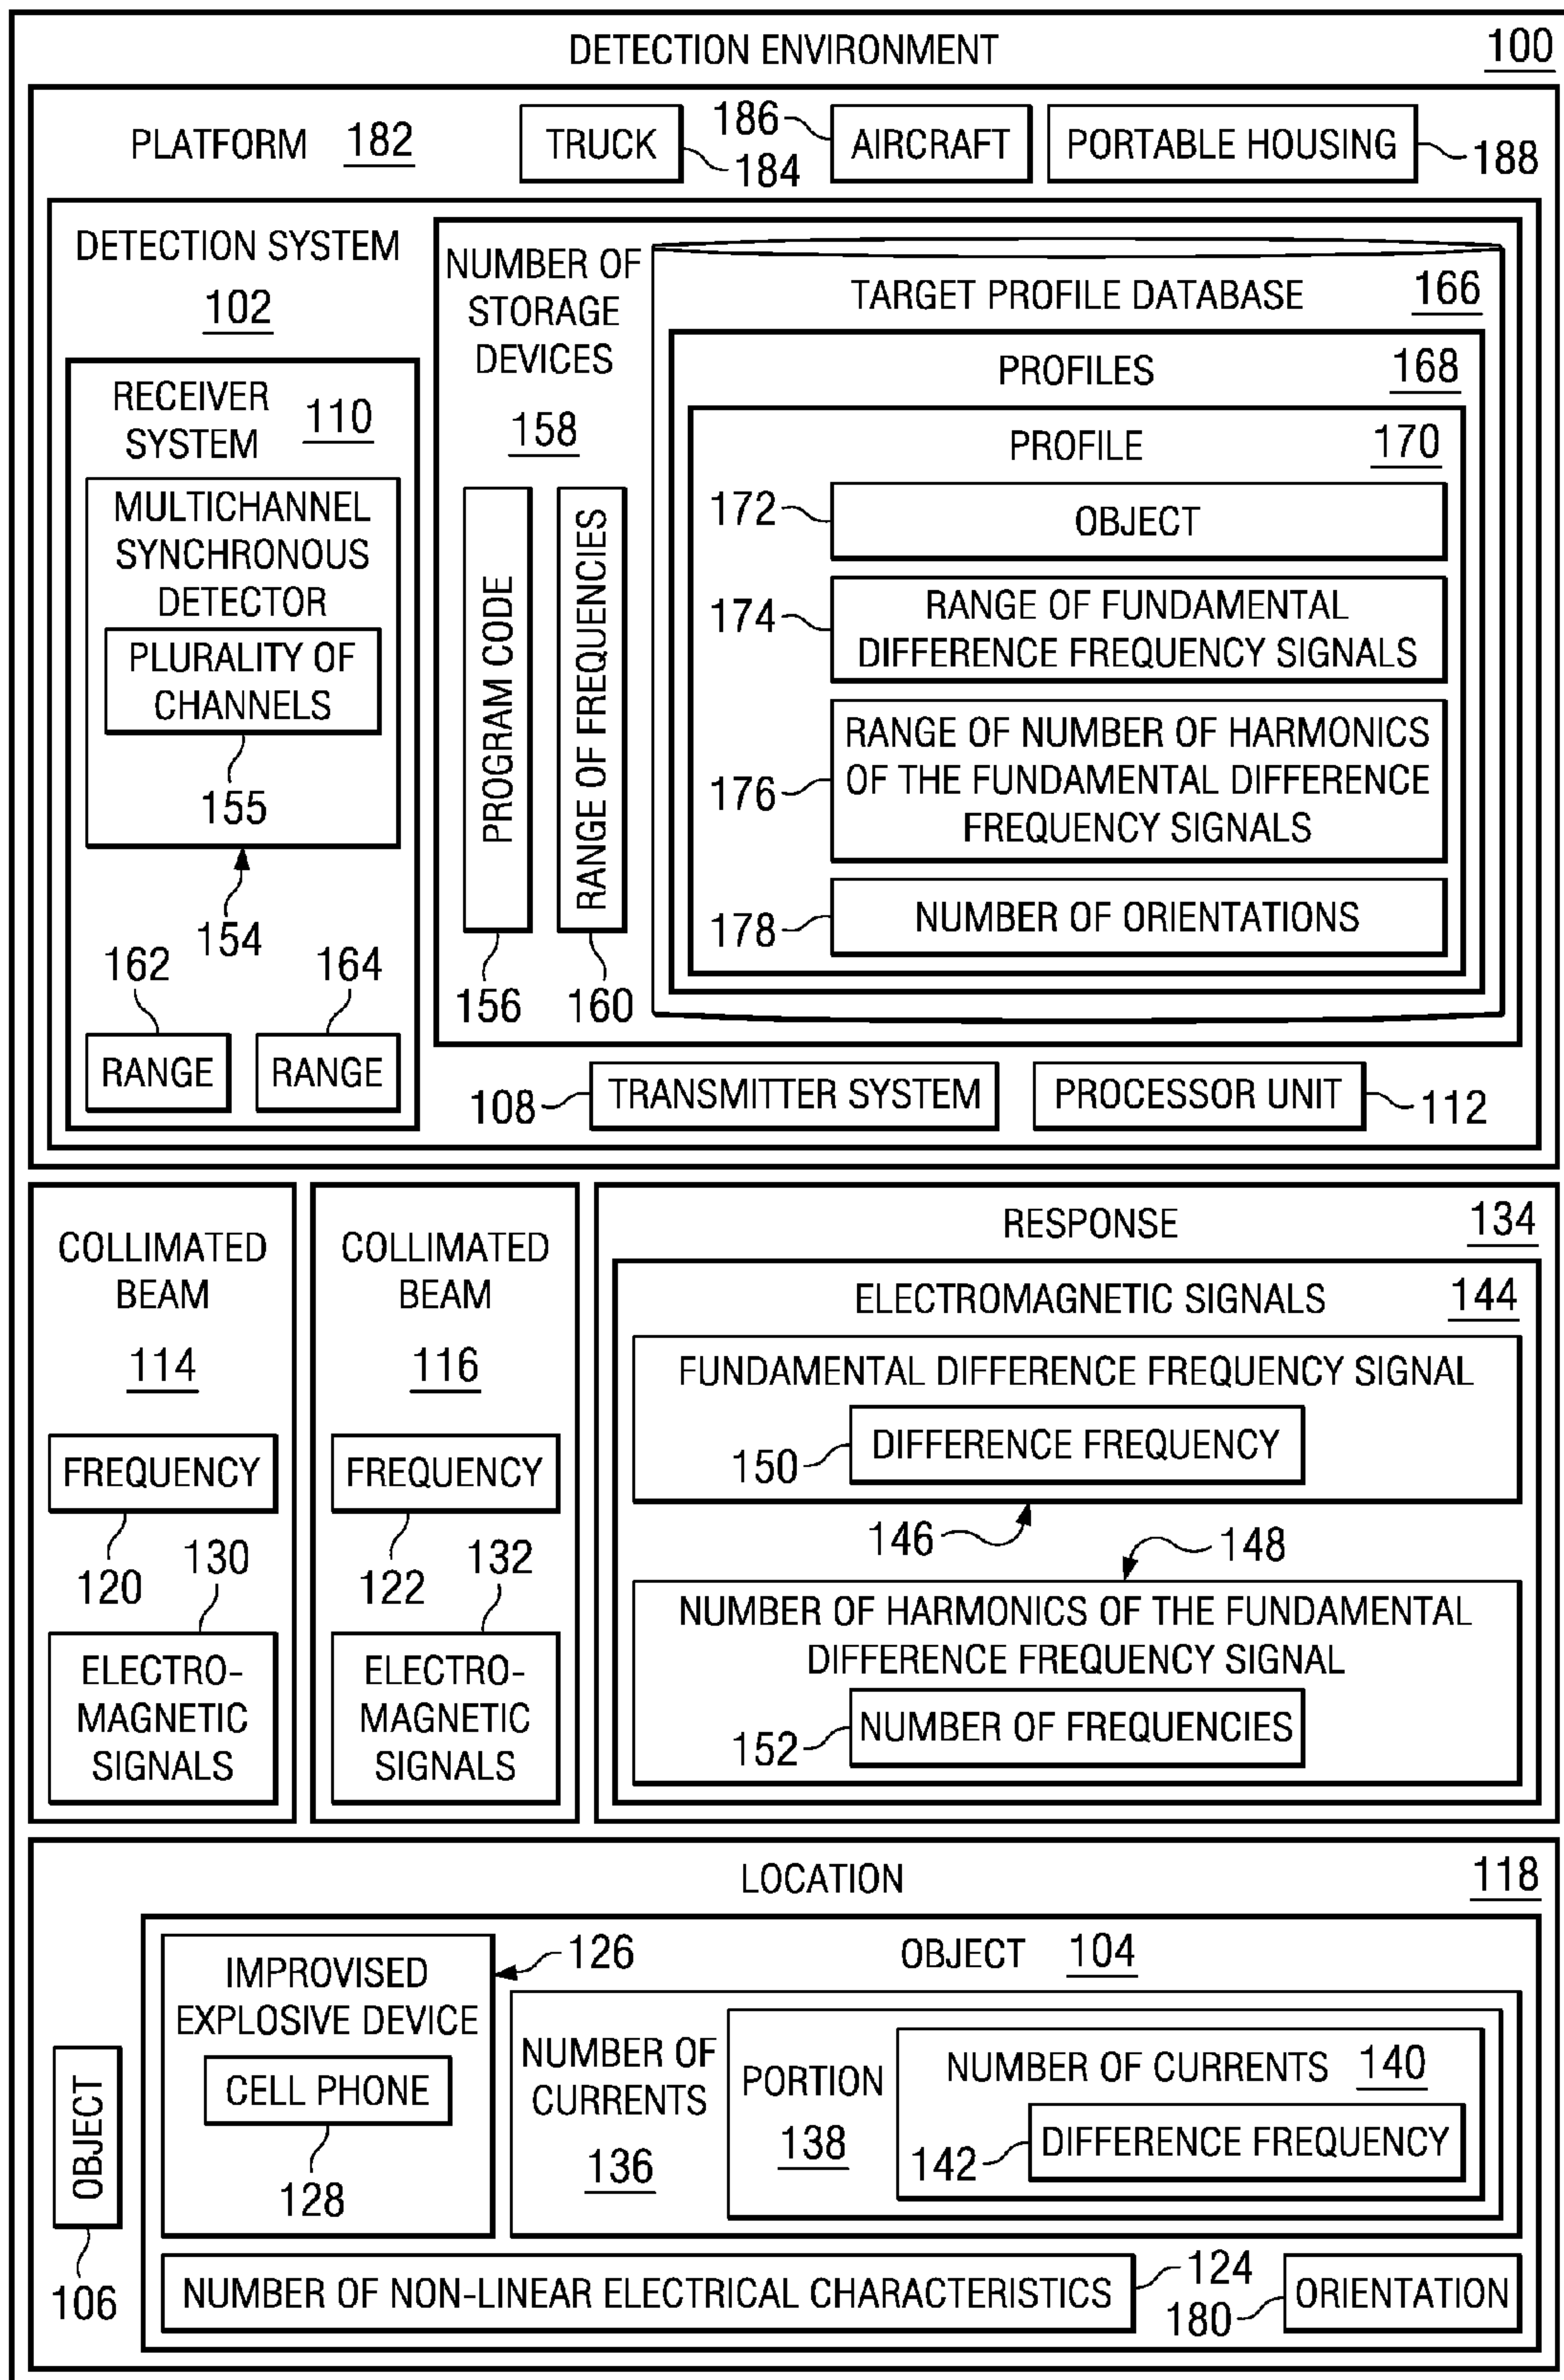 DETECTION ENVIRONMENT 100
PLATFORM 182
TRUCK
184
186
AIRCRAFT
PORTABLE HOUSING
188
DETECTION SYSTEM
102
RECEIVER
SYSTEM
110
MULTICHANNEL
SYNCHRONOUS
DETECTOR
PLURALITY OF
CHANNELS
155
154
162
164
RANGE
RANGE
NUMBER OF
STORAGE
DEVICES
158
PROGRAM CODE
RANGE OF FREQUENCIES
156
160
TARGET PROFILE DATABASE 166
PROFILES 168
PROFILE 170
172
OBJECT
174
RANGE OF FUNDAMENTAL
DIFFERENCE FREQUENCY SIGNALS
176
RANGE OF NUMBER OF HARMONICS
OF THE FUNDAMENTAL DIFFERENCE
FREQUENCY SIGNALS
178
NUMBER OF ORIENTATIONS
108
TRANSMITTER SYSTEM
PROCESSOR UNIT
112
COLLIMATED
BEAM
114
FREQUENCY
120
130
ELECTRO-
MAGNETIC
SIGNALS
COLLIMATED
BEAM
116
FREQUENCY
122
132
ELECTRO-
MAGNETIC
SIGNALS
RESPONSE 134
ELECTROMAGNETIC SIGNALS 144
FUNDAMENTAL DIFFERENCE FREQUENCY SIGNAL
150
DIFFERENCE FREQUENCY
146
148
NUMBER OF HARMONICS OF THE FUNDAMENTAL
DIFFERENCE FREQUENCY SIGNAL
152
NUMBER OF FREQUENCIES
LOCATION 118
OBJECT
106
IMPROVISED
EXPLOSIVE DEVICE
CELL PHONE
128
126
OBJECT 104
NUMBER OF
CURRENTS
136
PORTION
138
NUMBER OF CURRENTS 140
142
DIFFERENCE FREQUENCY
NUMBER OF NON-LINEAR ELECTRICAL CHARACTERISTICS
124
180
ORIENTATION